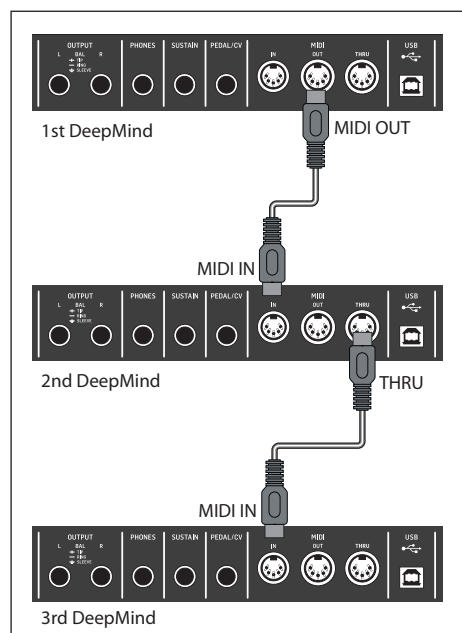 OUTPUT PHONES SUSTAIN PEDAL/CV MIDI USB
L BAL R IN OUT THRU
TIP
RING
SLEEVE
1st DeepMind
MIDI OUT
MIDI IN
OUTPUT PHONES SUSTAIN PEDAL/CV MIDI USB
L BAL R IN OUT THRU
TIP
RING
SLEEVE
2nd DeepMind
THRU
MIDI IN
OUTPUT PHONES SUSTAIN PEDAL/CV MIDI USB
L BAL R IN OUT THRU
TIP
RING
SLEEVE
3rd DeepMind